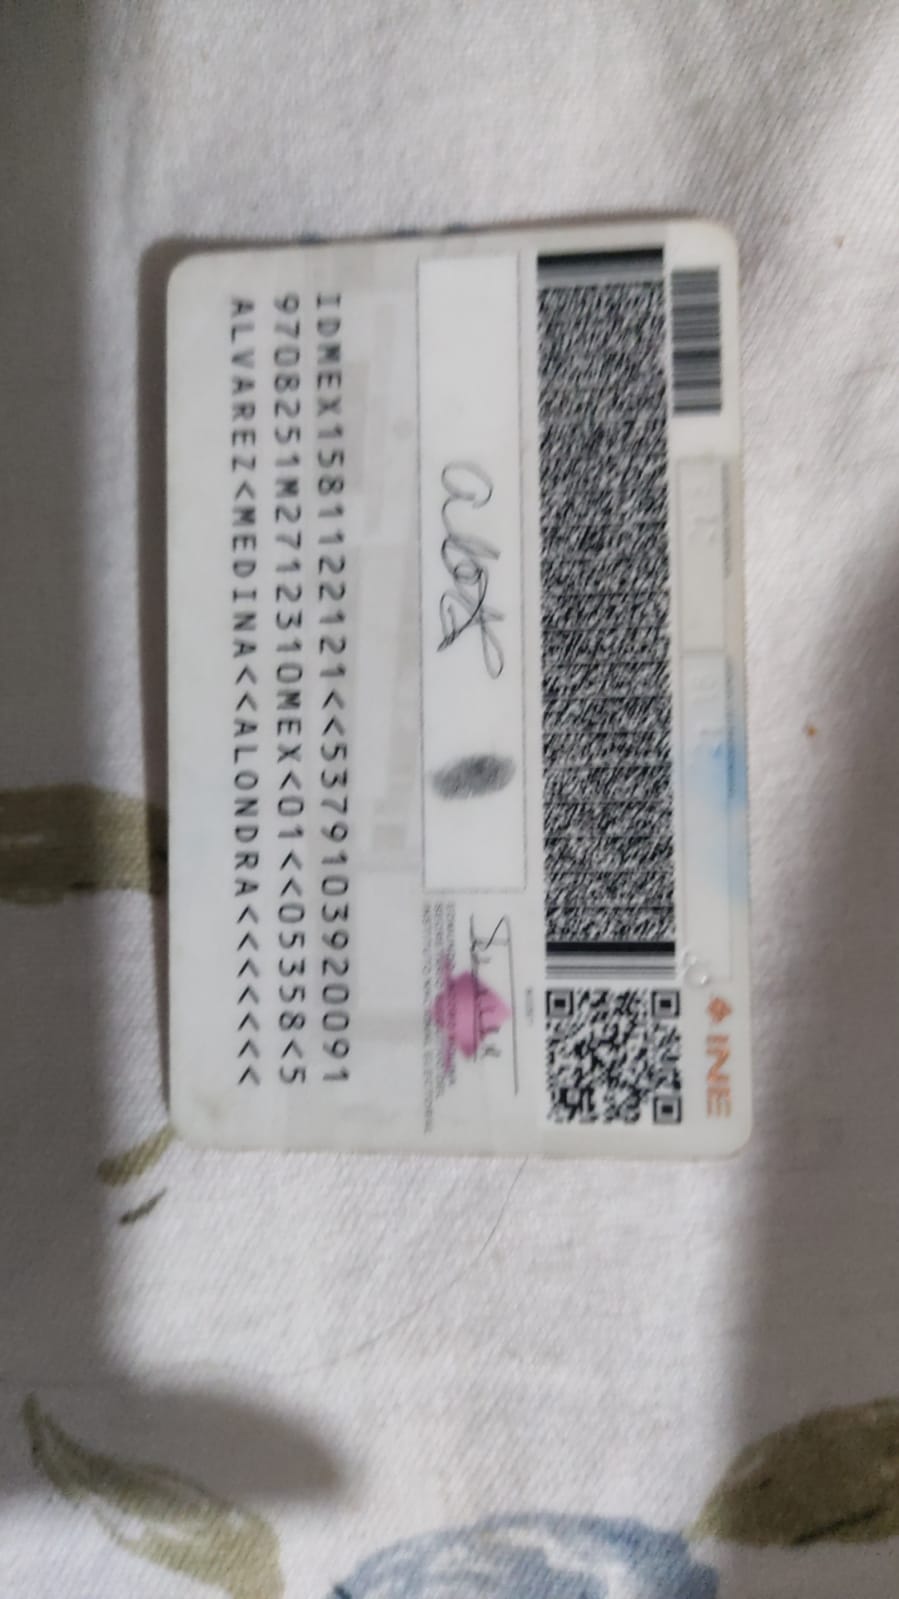 INE
IDMEX1581122121<<5379103920091
9708251M2712310MEX<01<<05358<5
ALVAREZ<MEDINA<<ALONDRA<<<<<<<